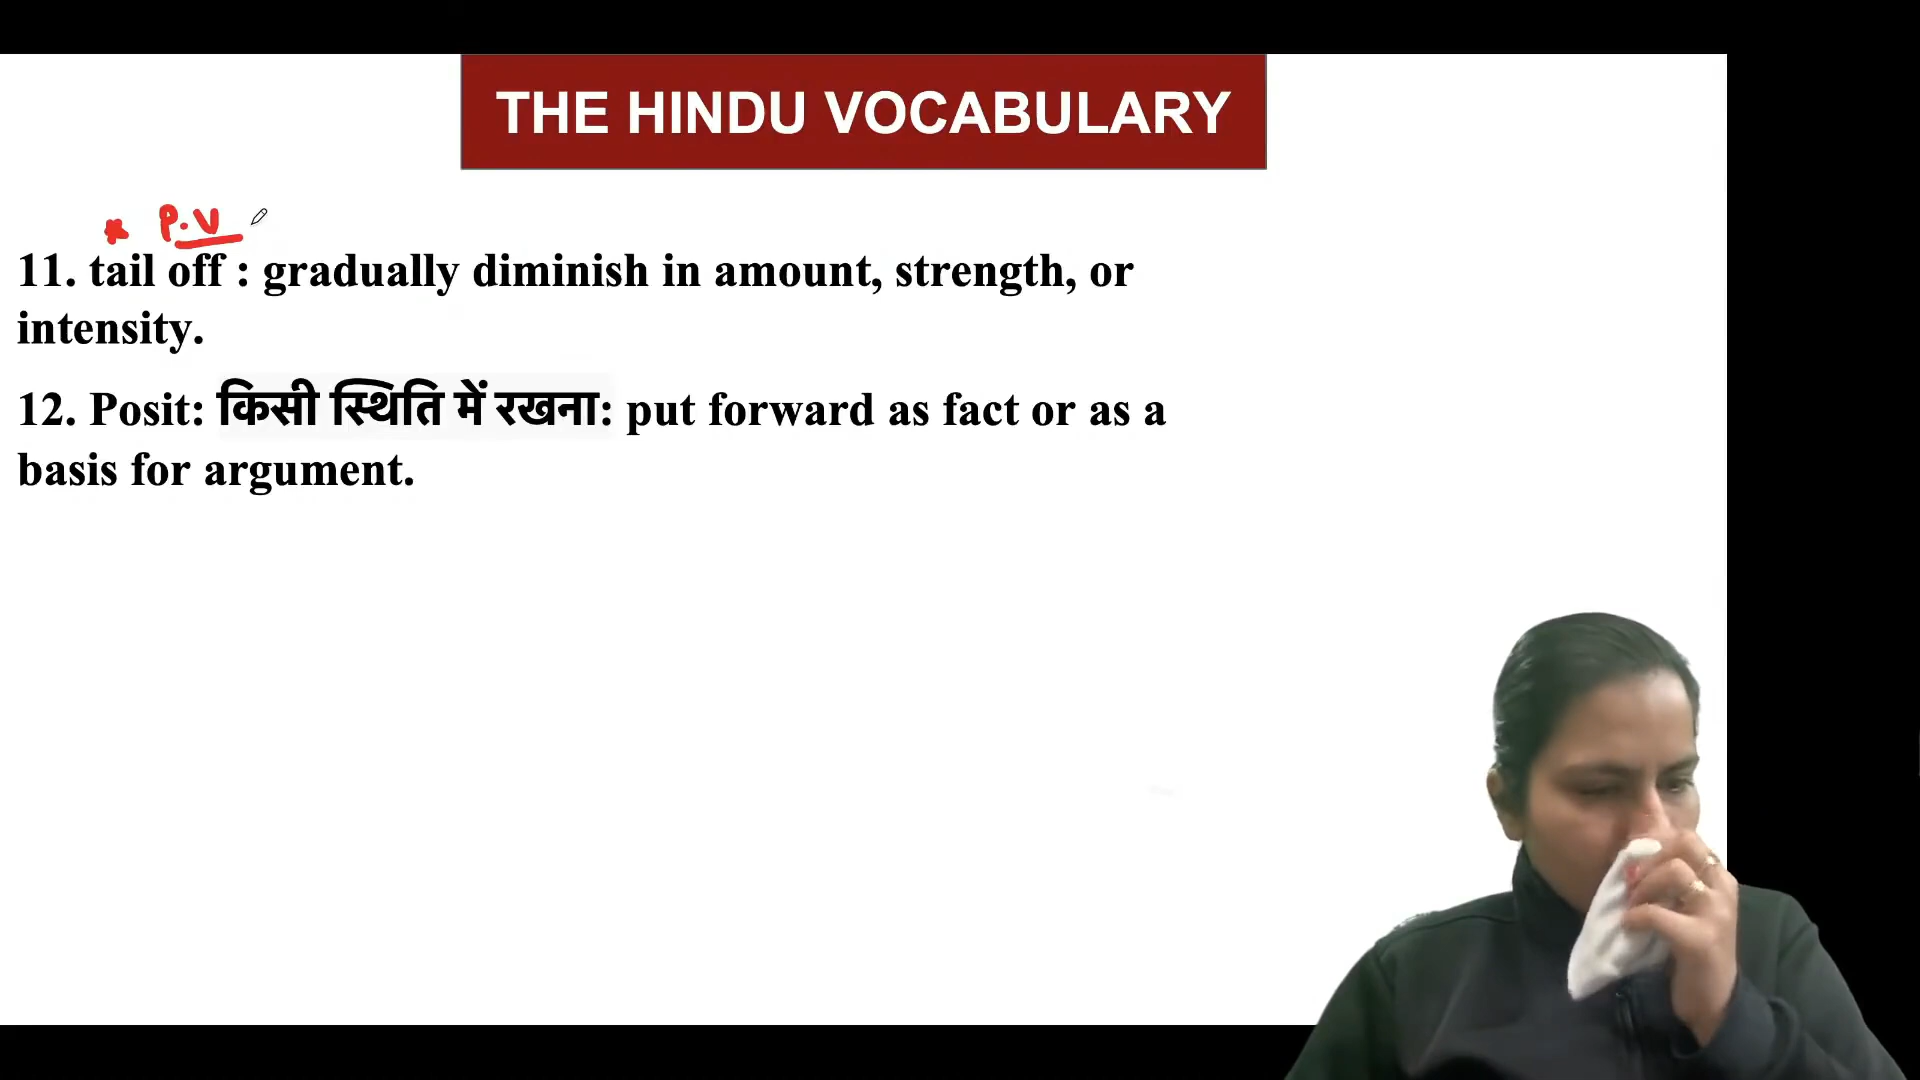 THE HINDU VOCABULARY
* P.V
11. tail off : gradually diminish in amount, strength, or
intensity.
12. Posit: किसी स्थिति में रखना: put forward as fact or as a
basis for argument.